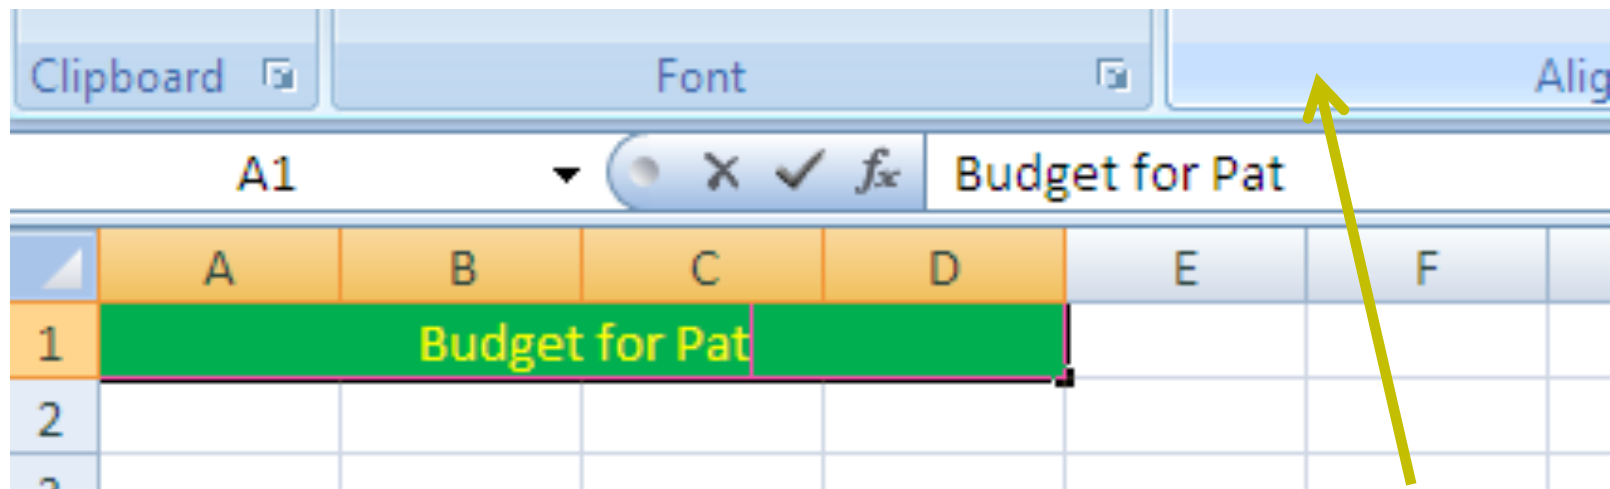 Clipboard Font Alig
A1 fx Budget for Pat
A B C D E F
1 Budget for Pat
2